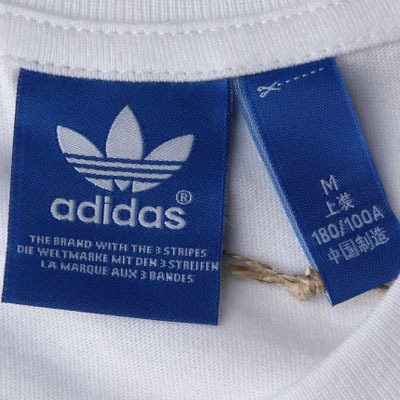 adidas®
THE BRAND WITH THE 3 STRIPES
DIE WELTMARKE MIT DEN 3 STREIFEN
LA MARQUE AUX 3 BANDES
M
上装
180/100A
中国制造